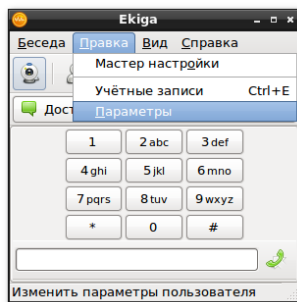 Ekiga
Беседа Правка Вид Справка
Мастер настройки
Учётные записи Ctrl+E
Параметры
1 2 abc 3 def
4 ghi 5 jkl 6 mno
7 pqrs 8 tuv 9 wxyz
* 0 #
Изменить параметры пользователя